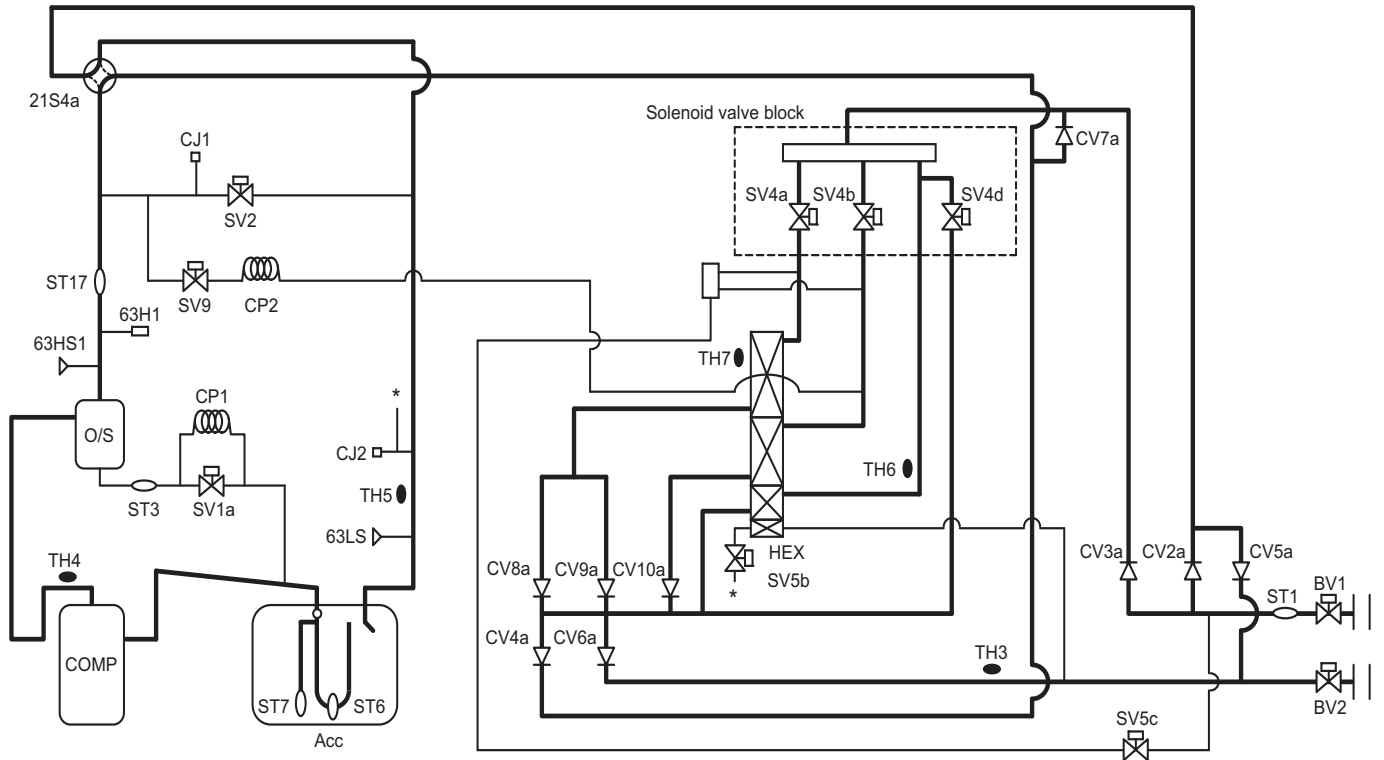 21S4a
CJ1
SV2
Solenoid valve block
CV7a
SV4a
SV4b
SV4d
ST17
SV9
CP2
63H1
63HS1
TH7
CP1
*
O/S
CJ2
TH6
ST3
SV1a
TH5
63LS
HEX
SV5b
*
TH4
CV8a
CV9a
CV10a
CV3a
CV2a
CV5a
BV1
ST1
CV4a
CV6a
COMP
TH3
ST7
ST6
Acc
BV2
SV5c